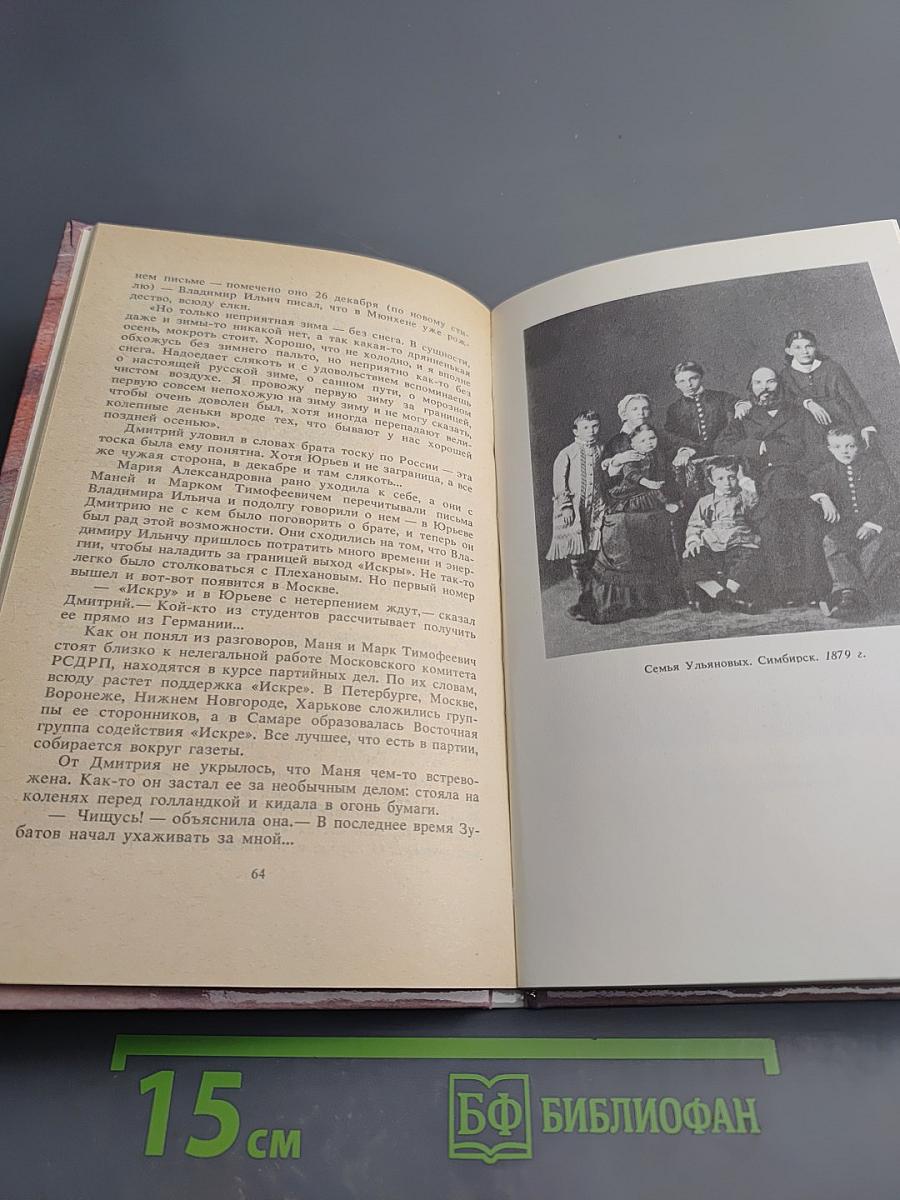 нем письме — помечено оно 26 декабря (по новому сти-
лю) — Владимир Ильич писал, что в Мюнхене уже рож-
дество, всюду елки.
«Но только неприятная зима — без снега. В сущности,
даже и зимы-то никакой нет, а так какая-то дрянненькая
осень, мокроть стоит. Хорошо, что не холодно, и я вполне
обхожусь без зимнего пальто, но неприятно как-то без
снега. Надоедает слякоть и с удовольствием вспоминаешь
о настоящей русской зиме, о санном пути, о морозном
чистом воздухе. Я провожу первую зиму за границей,
первую совсем непохожую на зиму зиму и не могу сказать,
чтобы очень доволен был, хотя иногда перепадают вели-
колепные деньки вроде тех, что бывают у нас хорошей
поздней осенью».
Дмитрий уловил в словах брата тоску по России — эта
тоска была ему понятна. Хотя Юрьев и не заграница, а все
же чужая сторона, в декабре и там слякоть...
Мария Александровна рано уходила к себе, а они с
Маней и Марком Тимофеевичем перечитывали письма
Владимира Ильича и подолгу говорили о нем — в Юрьеве
Дмитрию не с кем было поговорить о брате, и теперь он
был рад этой возможности. Они сходились на том, что Вла-
димиру Ильичу пришлось потратить много времени и энер-
гии, чтобы наладить за границей выход «Искры». Не так-то
легко было столковаться с Плехановым. Но первый номер
вышел и вот-вот появится в Москве.
— «Искру» и в Юрьеве с нетерпением ждут,— сказал
Дмитрий.— Кой-кто из студентов рассчитывает получить
ее прямо из Германии...
Как он понял из разговоров, Маня и Марк Тимофеевич
стоят близко к нелегальной работе Московского комитета
РСДРП, находятся в курсе партийных дел. По их словам,
всюду растет поддержка «Искре». В Петербурге, Москве,
Воронеже, Нижнем Новгороде, Харькове сложились груп-
пы ее сторонников, а в Самаре образовалась Восточная
группа содействия «Искре». Все лучшее, что есть в партии,
собирается вокруг газеты.
От Дмитрия не укрылось, что Маня чем-то встрево-
жена. Как-то он застал ее за необычным делом: стояла на
коленях перед голландкой и кидала в огонь бумаги.
— Чищусь! — объяснила она.— В последнее время Зу-
батов начал ухаживать за мной...
64
Семья Ульяновых. Симбирск. 1879 г.
15 см
БФ БИБЛИОФАН